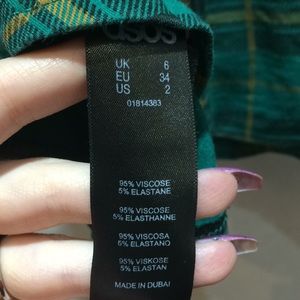 asos
UK 6
EU 34
US 2
01814383
95% VISCOSE
5% ELASTANE
95% VISCOSE
5% ELASTHANNE
95% VISCOSA
5% ELASTANO
95% VISKOSE
5% ELASTAN
MADE IN DUBAI